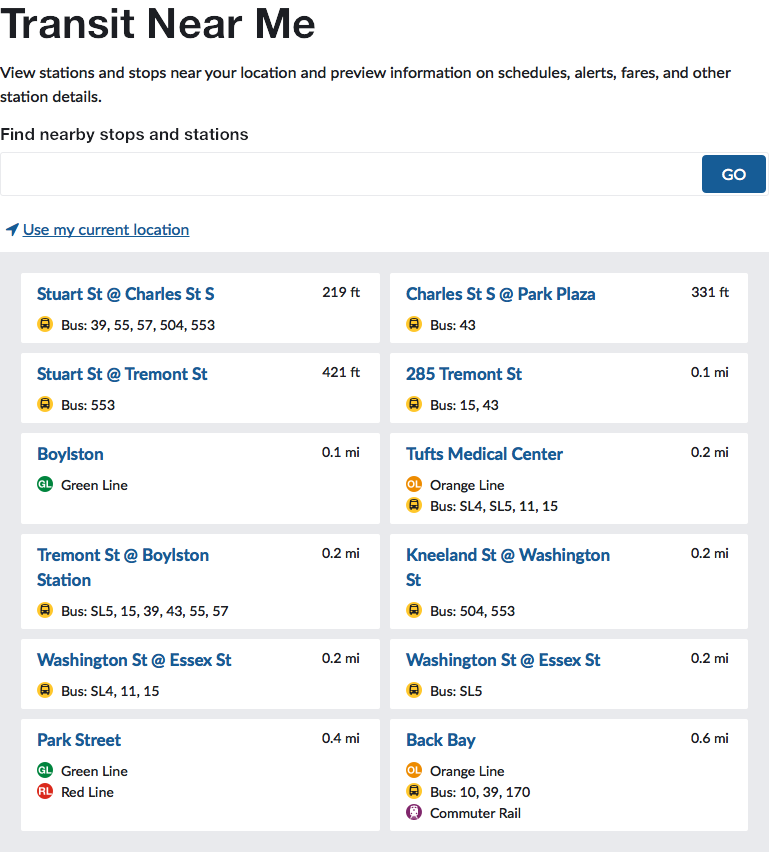 Transit Near Me
View stations and stops near your location and preview information on schedules, alerts, fares, and other
station details.
Find nearby stops and stations
GO
Use my current location
Stuart St @ Charles St S 219 ft
Bus: 39, 55, 57, 504, 553
Charles St S @ Park Plaza 331 ft
Bus: 43
Stuart St @ Tremont St 421 ft
Bus: 553
285 Tremont St 0.1 mi
Bus: 15, 43
Boylston 0.1 mi
GL Green Line
Tufts Medical Center 0.2 mi
OL Orange Line
Bus: SL4, SL5, 11, 15
Tremont St @ Boylston 0.2 mi
Station
Bus: SL5, 15, 39, 43, 55, 57
Kneeland St @ Washington 0.2 mi
St
Bus: 504, 553
Washington St @ Essex St 0.2 mi
Bus: SL4, 11, 15
Washington St @ Essex St 0.2 mi
Bus: SL5
Park Street 0.4 mi
GL Green Line
RL Red Line
Back Bay 0.6 mi
OL Orange Line
Bus: 10, 39, 170
Commuter Rail